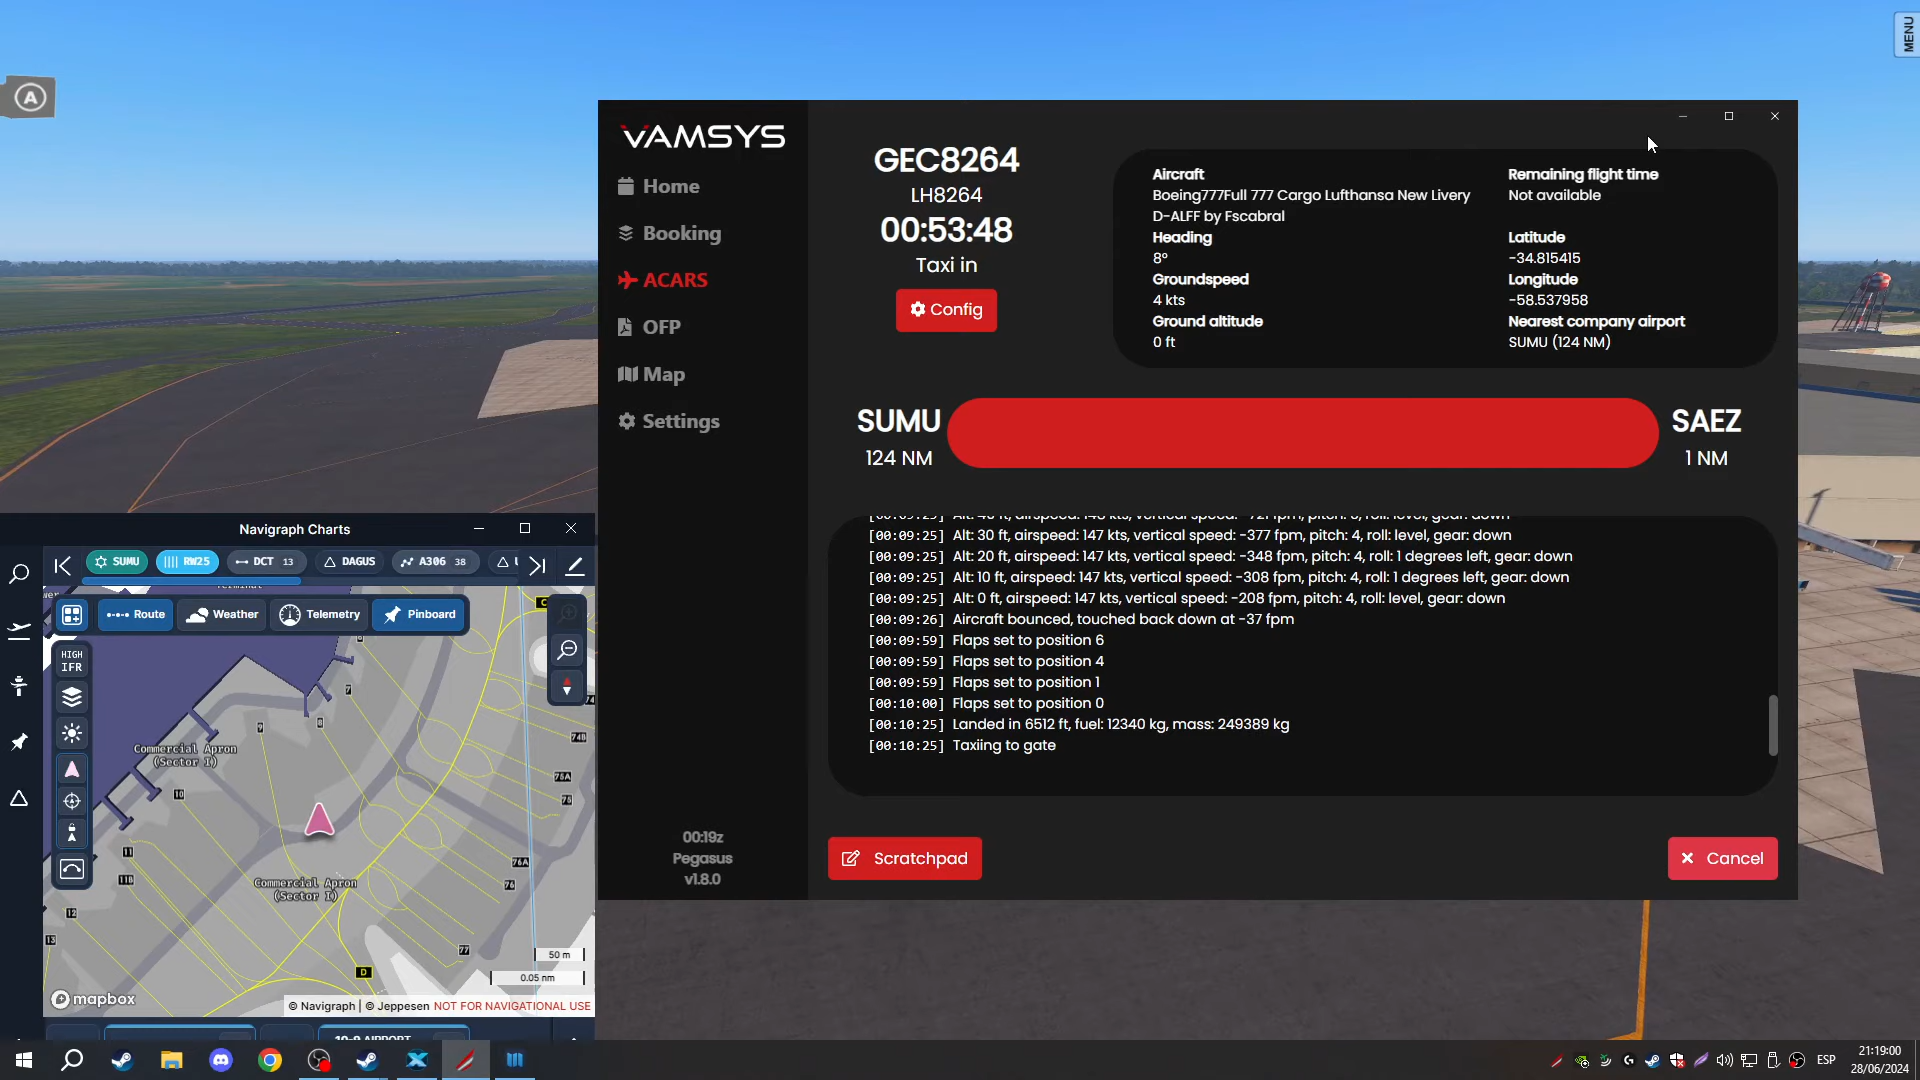 MENU
A
VAMSYS
Home
Booking
ACARS
OFP
Map
Settings
00:19z
Pegasus
v1.8.0
GEC8264
LH8264
00:53:48
Taxi in
Config
Aircraft
Boeing777Full 777 Cargo Lufthansa New Livery
D-ALFF by Fscabral
Heading
8°
Groundspeed
4 kts
Ground altitude
0 ft
Remaining flight time
Not available
Latitude
-34.815415
Longitude
-58.537958
Nearest company airport
SUMU (124 NM)
SUMU
124 NM
SAEZ
1 NM
[00:09:25] Alt: 30 ft, airspeed: 147 kts, vertical speed: -377 fpm, pitch: 4, roll: level, gear: down
[00:09:25] Alt: 20 ft, airspeed: 147 kts, vertical speed: -348 fpm, pitch: 4, roll: 1 degrees left, gear: down
[00:09:25] Alt: 10 ft, airspeed: 147 kts, vertical speed: -308 fpm, pitch: 4, roll: 1 degrees left, gear: down
[00:09:25] Alt: 0 ft, airspeed: 147 kts, vertical speed: -208 fpm, pitch: 4, roll: level, gear: down
[00:09:26] Aircraft bounced, touched back down at -37 fpm
[00:09:59] Flaps set to position 6
[00:09:59] Flaps set to position 4
[00:09:59] Flaps set to position 1
[00:10:00] Flaps set to position 0
[00:10:25] Landed in 6512 ft, fuel: 12340 kg, mass: 249389 kg
[00:10:25] Taxiing to gate
Scratchpad
Cancel
Navigraph Charts
SUMU RW25 DCT 13 DAGUS A306 38
Route Weather Telemetry Pinboard
HIGH
IFR
7
8
9
74B
Commercial Apron
(Sector I)
76A
10
11
11B
76A
76
Commercial Apron
(Sector I)
12
13
77
D
50 m
0.05 nm
mapbox
© Navigraph | © Jeppesen NOT FOR NAVIGATIONAL USE
ESP
21:19:00
28/06/2024